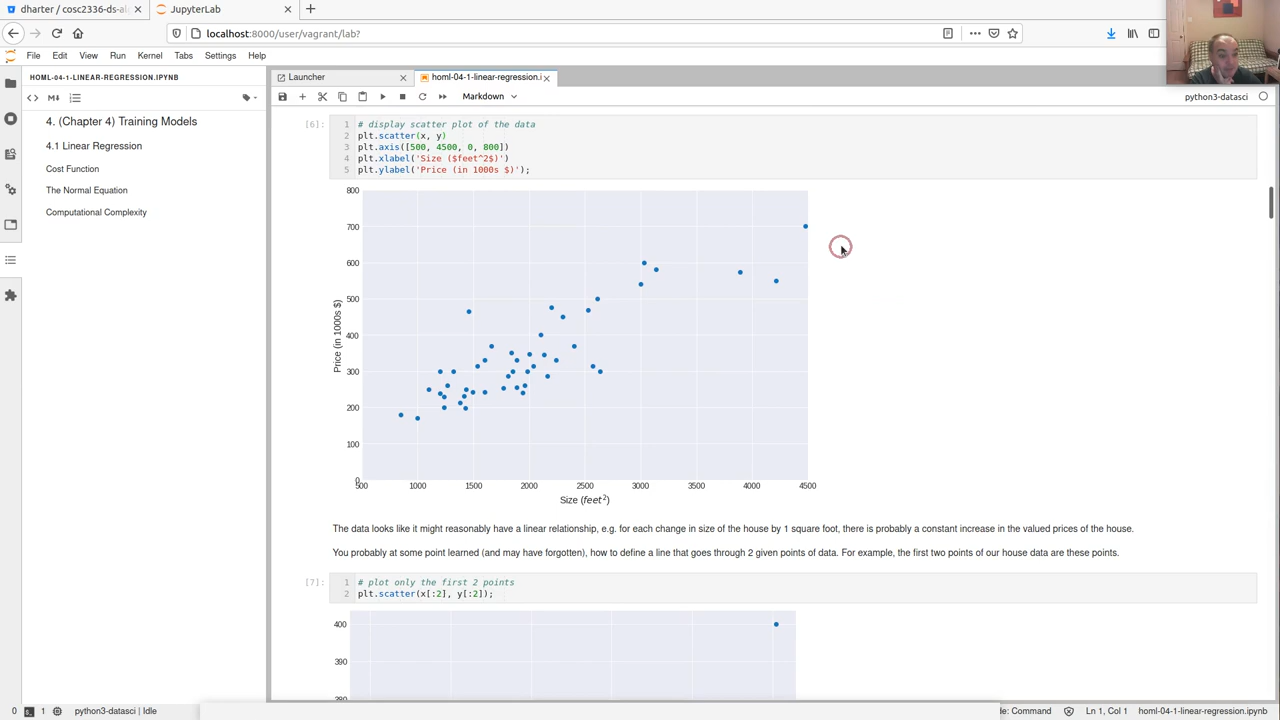 dharter / cosc2336-ds-al
JupyterLab
localhost:8000/user/vagrant/lab?
File Edit View Run Kernel Tabs Settings Help
HOML-04-1-LINEAR-REGRESSION.IPYNB
Launcher
homl-04-1-linear-regression.i
Markdown
python3-datasci
4. (Chapter 4) Training Models
4.1 Linear Regression
Cost Function
The Normal Equation
Computational Complexity
[6]:
1 # display scatter plot of the data
2 plt.scatter(x, y)
3 plt.axis([500, 4500, 0, 800])
4 plt.xlabel('Size ($feet^2$)')
5 plt.ylabel('Price (in 1000s $)');
800
700
600
500
400
300
200
100
0
Price (in 1000s $)
500 1000 1500 2000 2500 3000 3500 4000 4500
Size (feet²)
The data looks like it might reasonably have a linear relationship, e.g. for each change in size of the house by 1 square foot, there is probably a constant increase in the valued prices of the house.
You probably at some point learned (and may have forgotten), how to define a line that goes through 2 given points of data. For example, the first two points of our house data are these points.
[7]:
1 # plot only the first 2 points
2 plt.scatter(x[:2], y[:2]);
400
390
380
0 1 python3-datasci | Idle
le: Command Ln 1, Col 1 homl-04-1-linear-regression.ipynb